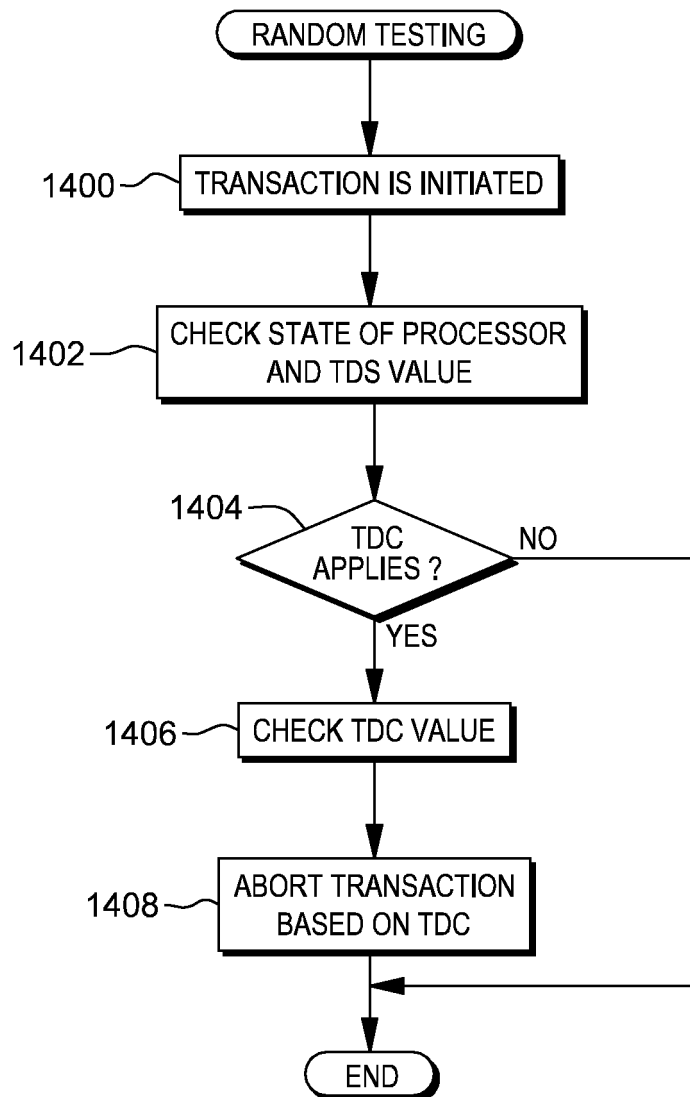 RANDOM TESTING
1400
TRANSACTION IS INITIATED
1402
CHECK STATE OF PROCESSOR
AND TDS VALUE
1404
TDC
APPLIES ?
NO
YES
1406
CHECK TDC VALUE
1408
ABORT TRANSACTION
BASED ON TDC
END